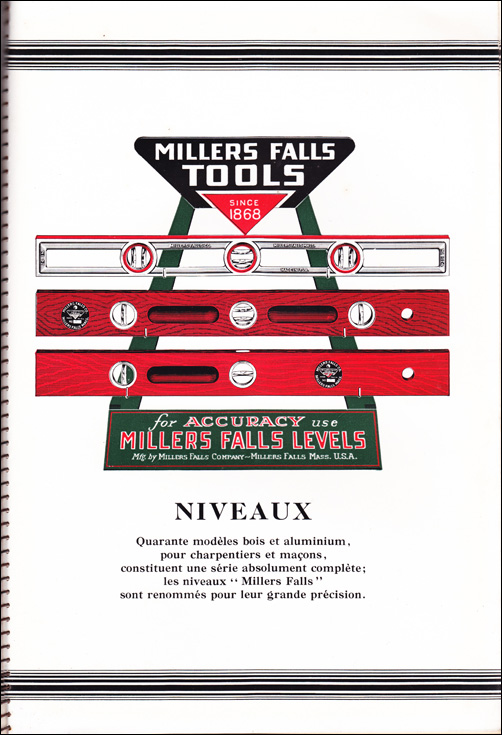 MILLERS FALLS
TOOLS
SINCE
1868
for ACCURACY use
MILLERS FALLS LEVELS
Mfg. by MILLERS FALLS COMPANY—MILLERS FALLS MASS. U.S.A.
NIVEAUX
Quarante modèles bois et aluminium,
pour charpentiers et maçons,
constituent une série absolument complète;
les niveaux “ Millers Falls ”
sont renommés pour leur grande précision.